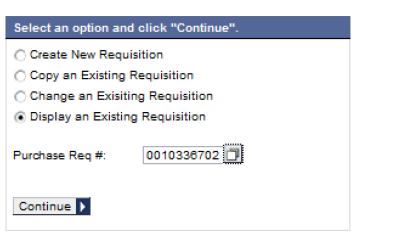 Select an option and click "Continue".
Create New Requisition
Copy an Existing Requisition
Change an Exisiting Requisition
Display an Existing Requisition
Purchase Req #: 0010336702
Continue